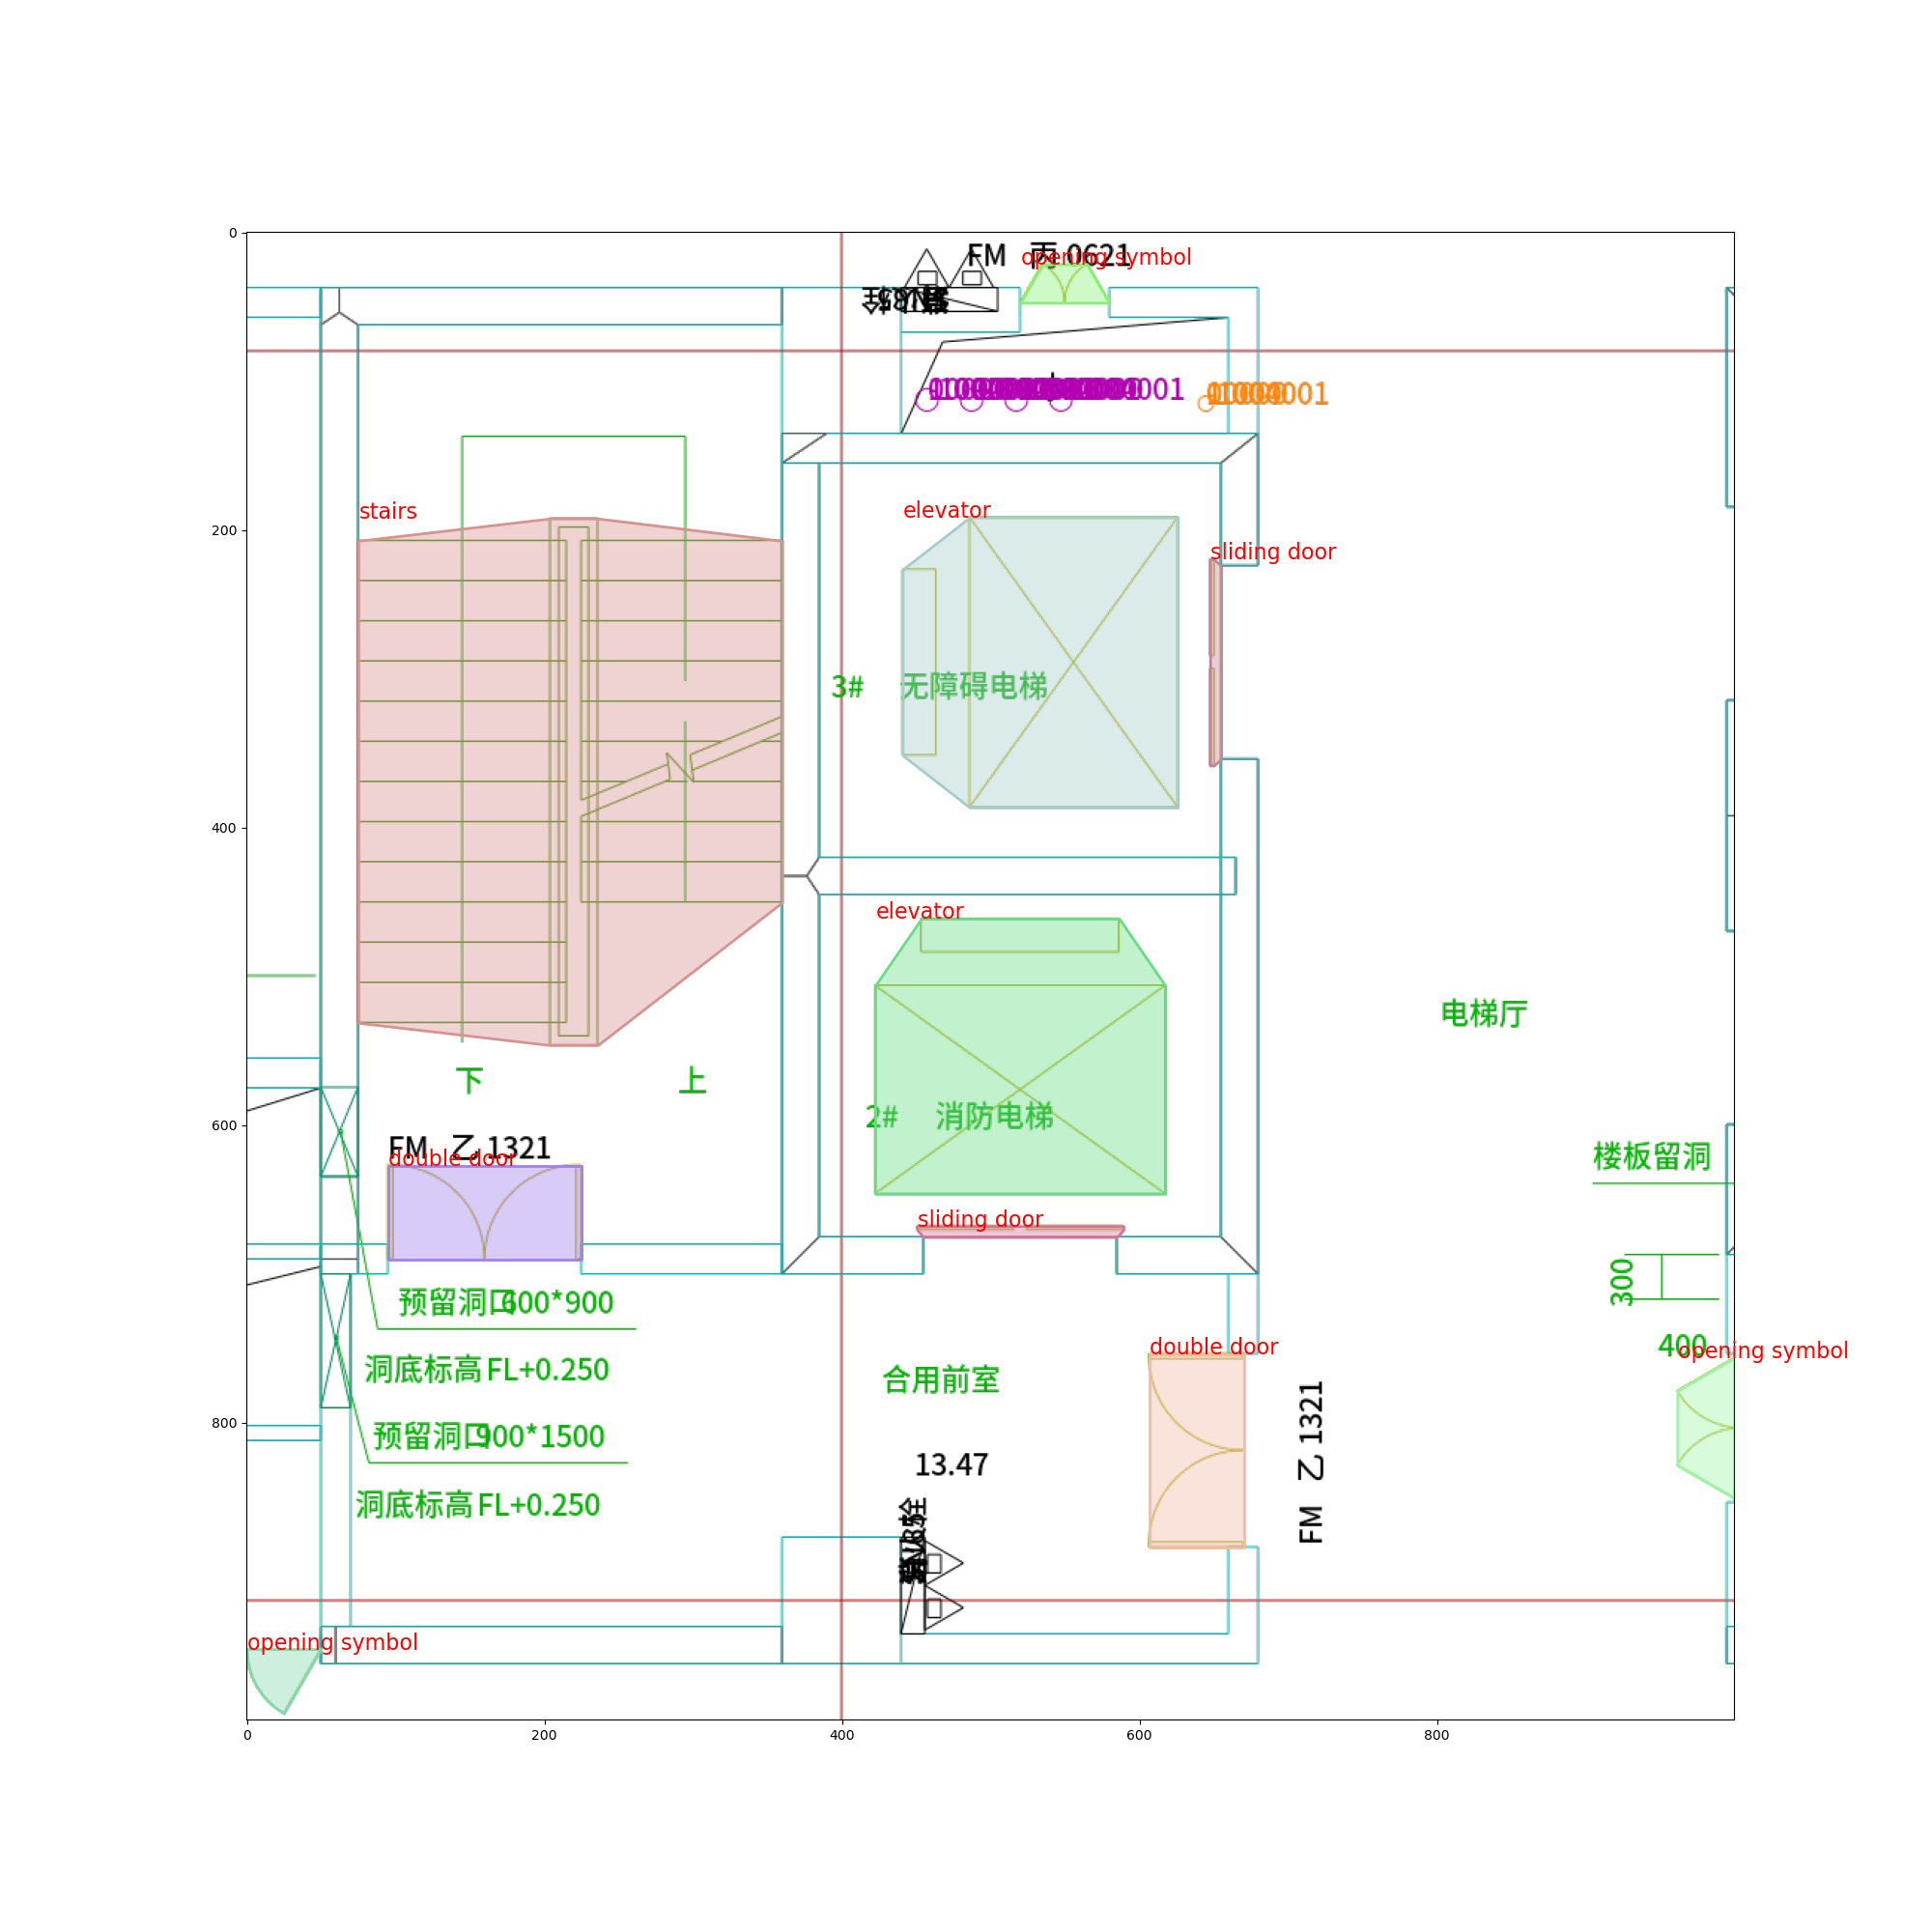 0
FM 丙 0621
opening symbol
stairs
elevator
200
sliding door
3# 无障碍电梯
400
elevator
电梯厅
下
上
2# 消防电梯
600
FM 乙 1321
double door
楼板留洞
sliding door
预留洞口600*900
300
400
double door
opening symbol
洞底标高FL+0.250
合用前室
FM 乙 1321
800
预留洞口900*1500
13.47
洞底标高FL+0.250
opening symbol
0
200
400
600
800